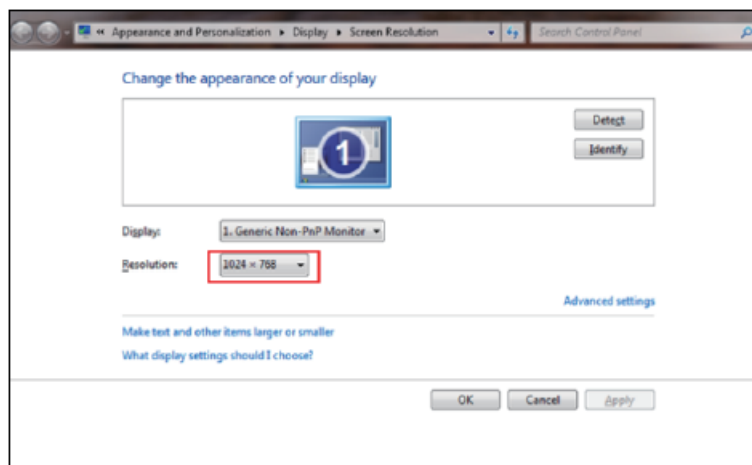 « Appearance and Personalization ▸ Display ▸ Screen Resolution Search Control Panel
Change the appearance of your display
1
Detect
Identify
Display: 1. Generic Non-PnP Monitor
Resolution: 1024 × 768
Advanced settings
Make text and other items larger or smaller
What display settings should I choose?
OK Cancel Apply